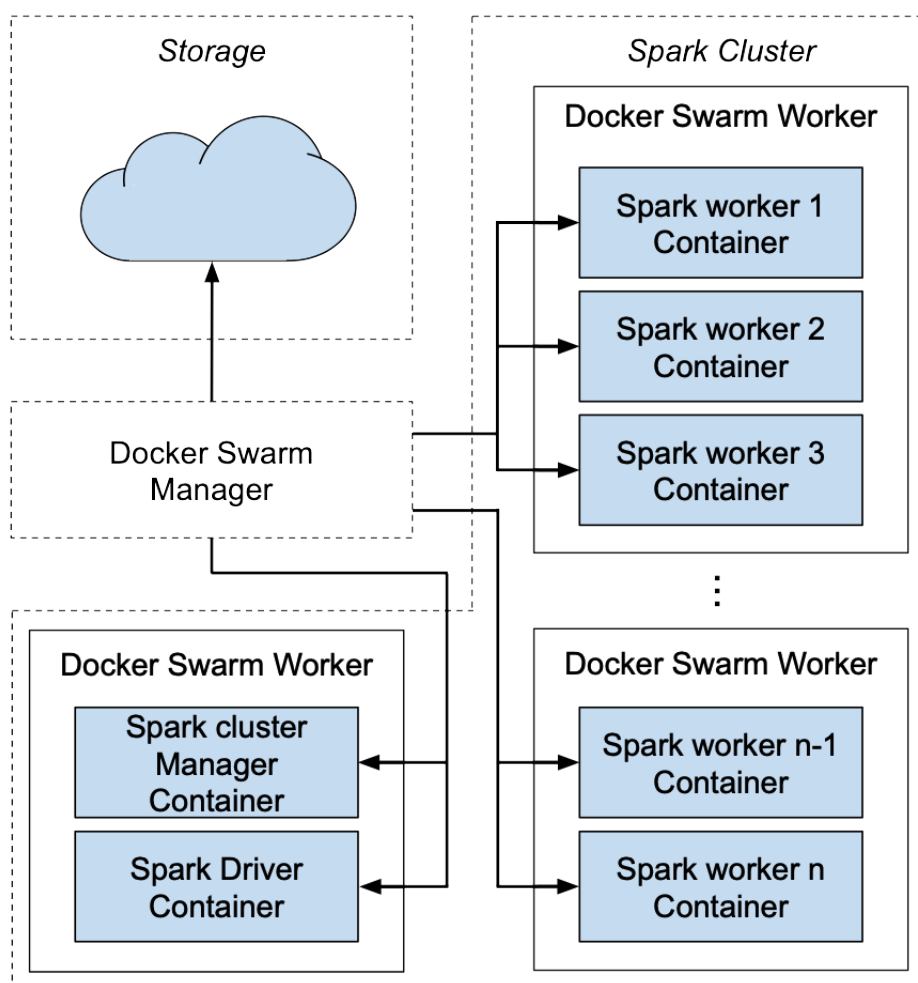 Storage
Spark Cluster
Docker Swarm Worker
Spark worker 1
Container
Spark worker 2
Container
Spark worker 3
Container
Docker Swarm
Manager
⋮
Docker Swarm Worker
Spark cluster
Manager
Container
Spark Driver
Container
Docker Swarm Worker
Spark worker n-1
Container
Spark worker n
Container